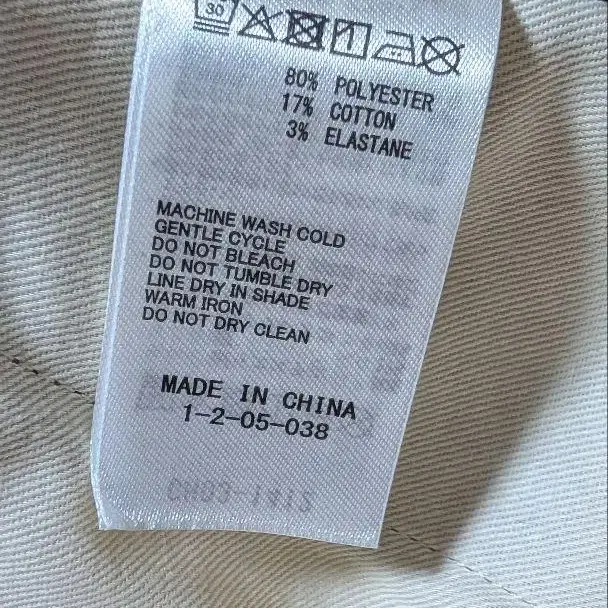 30
80% POLYESTER
17% COTTON
3% ELASTANE
MACHINE WASH COLD
GENTLE CYCLE
DO NOT BLEACH
DO NOT TUMBLE DRY
LINE DRY IN SHADE
WARM IRON
DO NOT DRY CLEAN
MADE IN CHINA
1-2-05-038